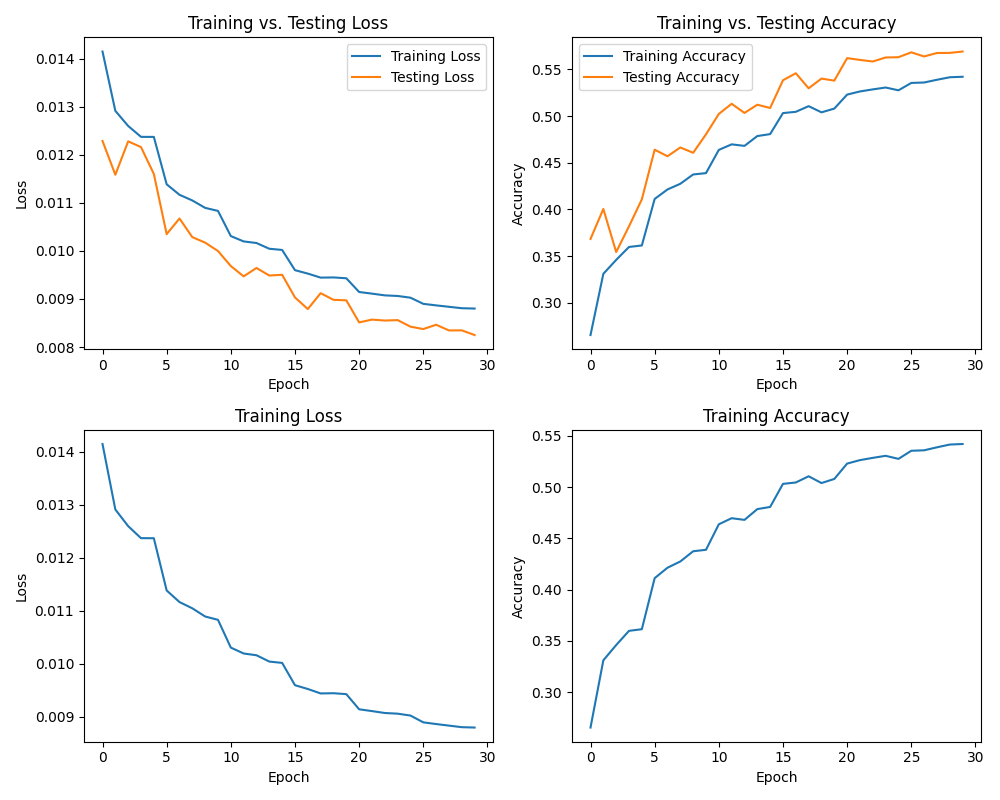 Training vs. Testing Loss
Training Loss
Testing Loss
0.014
0.013
0.012
0.011
0.010
0.009
0.008
Loss
0 5 10 15 20 25 30
Epoch
Training vs. Testing Accuracy
Training Accuracy
Testing Accuracy
0.55
0.50
0.45
0.40
0.35
0.30
Accuracy
0 5 10 15 20 25 30
Epoch
Training Loss
0.014
0.013
0.012
0.011
0.010
0.009
Loss
0 5 10 15 20 25 30
Epoch
Training Accuracy
0.55
0.50
0.45
0.40
0.35
0.30
Accuracy
0 5 10 15 20 25 30
Epoch